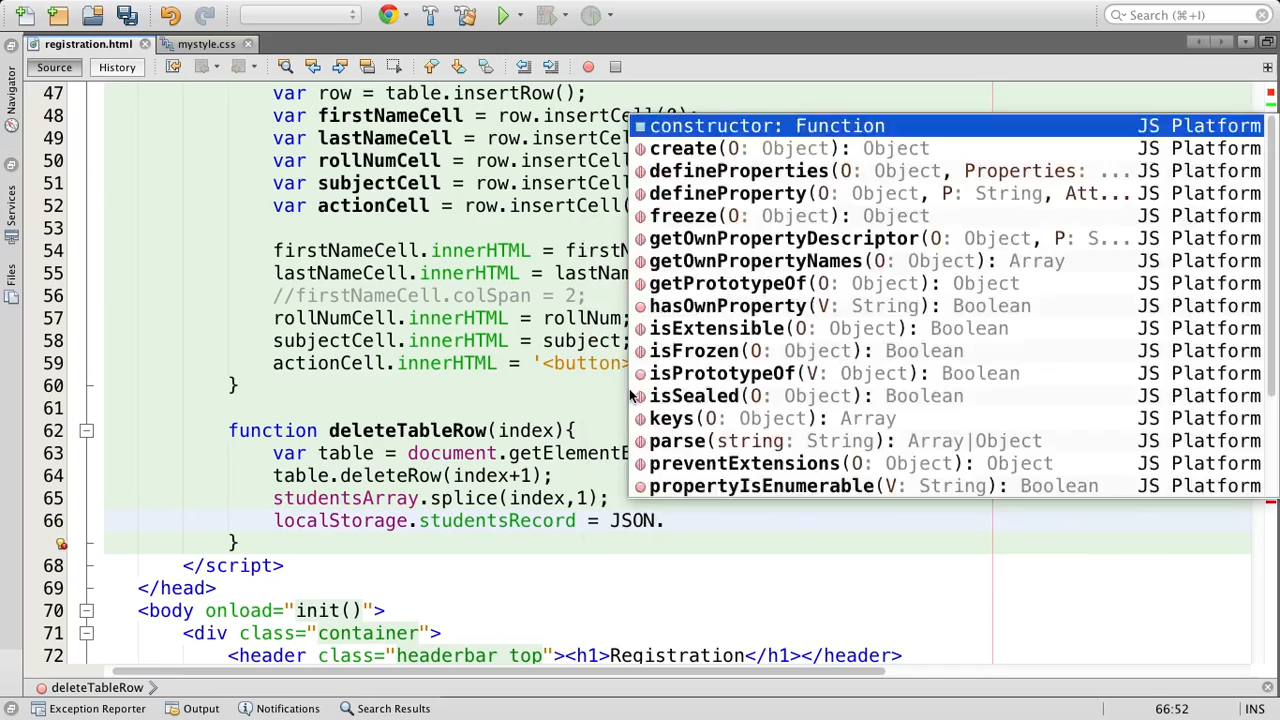 Search (⌘+I)
registration.html
mystyle.css
Source
History
Navigator
Services
Files
47 var row = table.insertRow();
48 var firstNameCell = row.insertCell(0);
49 var lastNameCell = row.insertCell
50 var rollNumCell = row.insertCell
51 var subjectCell = row.insertCell
52 var actionCell = row.insertCell(
53
54 firstNameCell.innerHTML = firstN
55 lastNameCell.innerHTML = lastNam
56 //firstNameCell.colSpan = 2;
57 rollNumCell.innerHTML = rollNum;
58 subjectCell.innerHTML = subject;
59 actionCell.innerHTML = '<button>
60 }
61
62 function deleteTableRow(index){
63 var table = document.getElementB
64 table.deleteRow(index+1);
65 studentsArray.splice(index,1);
66 localStorage.studentsRecord = JSON.
}
68 </script>
69 </head>
70 <body onload="init()">
71 <div class="container">
72 <header class="headerbar top"><h1>Registration</h1></header>
constructor: Function JS Platform
create(O: Object): Object JS Platform
defineProperties(O: Object, Properties: ... JS Platform
defineProperty(O: Object, P: String, Att... JS Platform
freeze(O: Object): Object JS Platform
getOwnPropertyDescriptor(O: Object, P: S... JS Platform
getOwnPropertyNames(O: Object): Array JS Platform
getPrototypeOf(O: Object): Object JS Platform
hasOwnProperty(V: String): Boolean JS Platform
isExtensible(O: Object): Boolean JS Platform
isFrozen(O: Object): Boolean JS Platform
isPrototypeOf(V: Object): Boolean JS Platform
isSealed(O: Object): Boolean JS Platform
keys(O: Object): Array JS Platform
parse(string: String): Array|Object JS Platform
preventExtensions(O: Object): Object JS Platform
propertyIsEnumerable(V: String): Boolean JS Platform
deleteTableRow
Exception Reporter
Output
Notifications
Search Results
66:52
INS